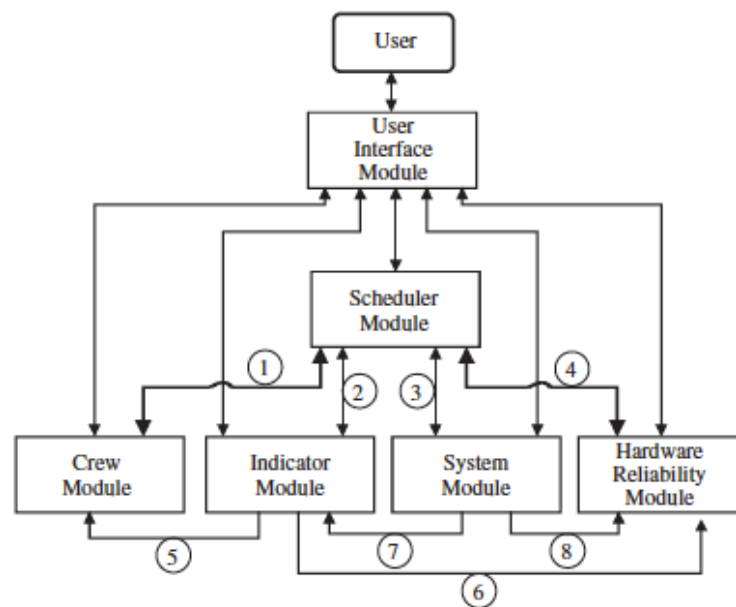 User
User
Interface
Module
Scheduler
Module
1
2
3
4
Crew
Module
Indicator
Module
System
Module
Hardware
Reliability
Module
5
7
8
6